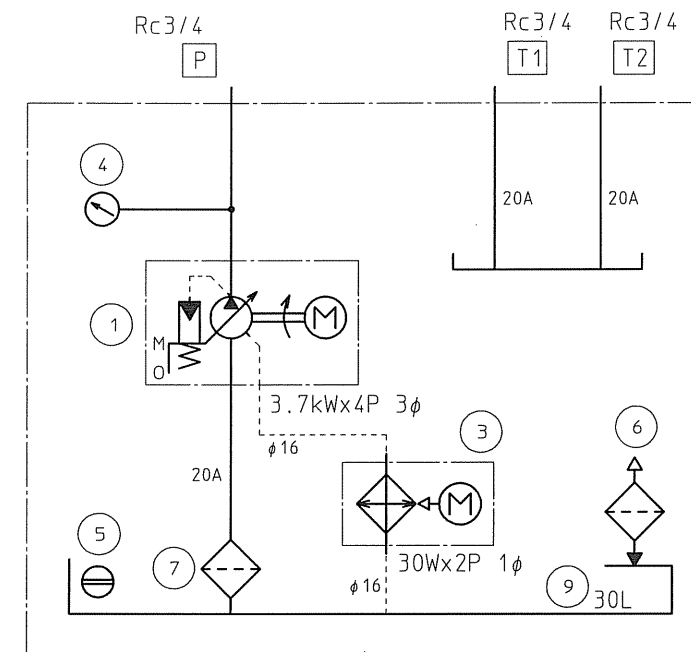 Rc3/4
Rc3/4
Rc3/4
P
T1
T2
4
20A
20A
1
M
O
M
3.7kWx4P 3φ
3
6
φ16
20A
M
5
7
30Wx2P 1φ
φ16
9
30L